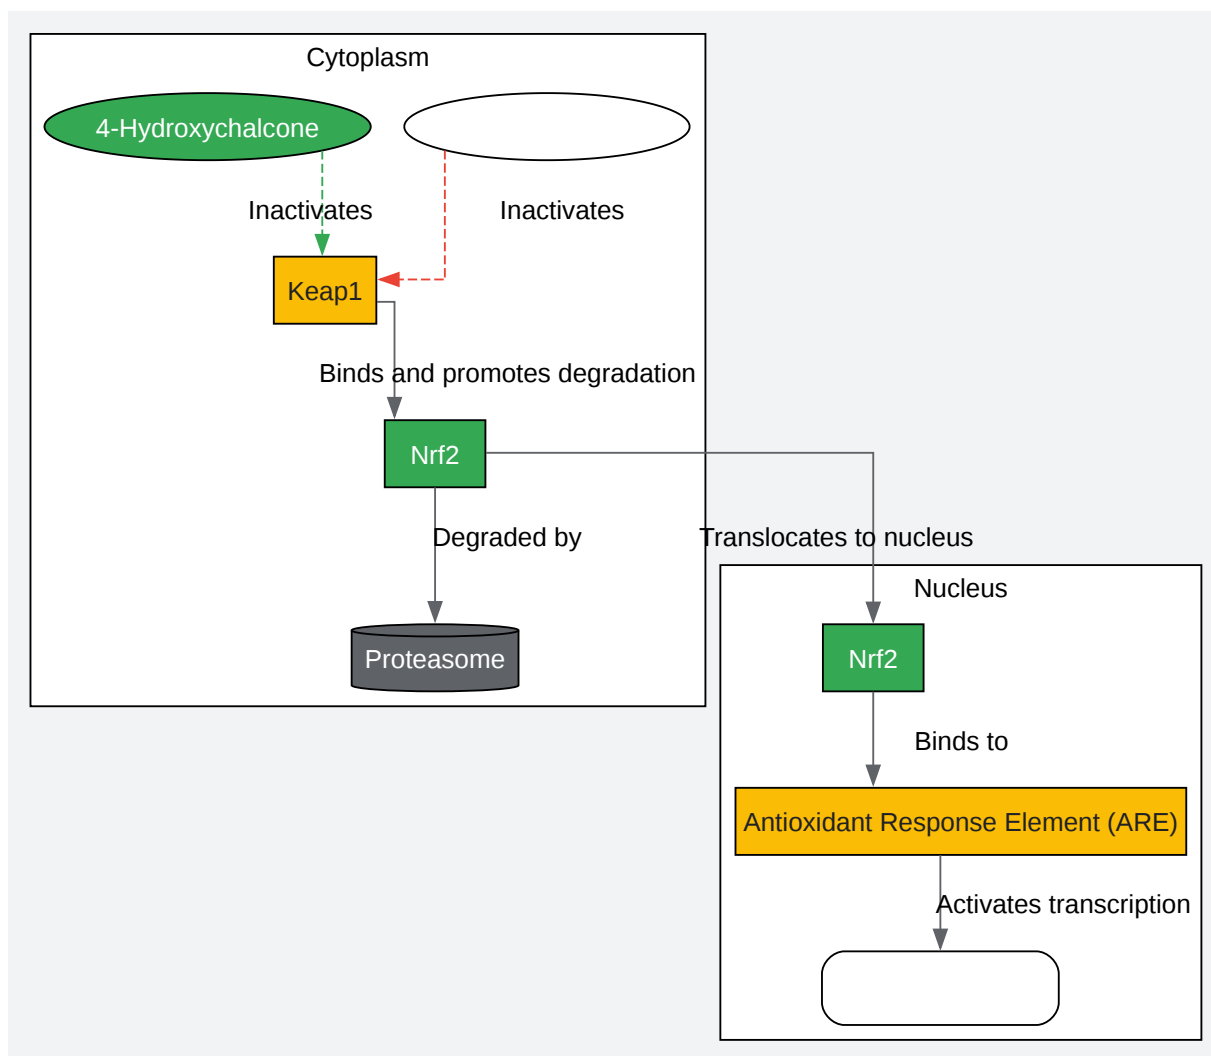 Cytoplasm
4-Hydroxychalcone
Inactivates
Inactivates
Keap1
Binds and promotes degradation
Nrf2
Degraded by
Translocates to nucleus
Nucleus
Proteasome
Nrf2
Binds to
Antioxidant Response Element (ARE)
Activates transcription